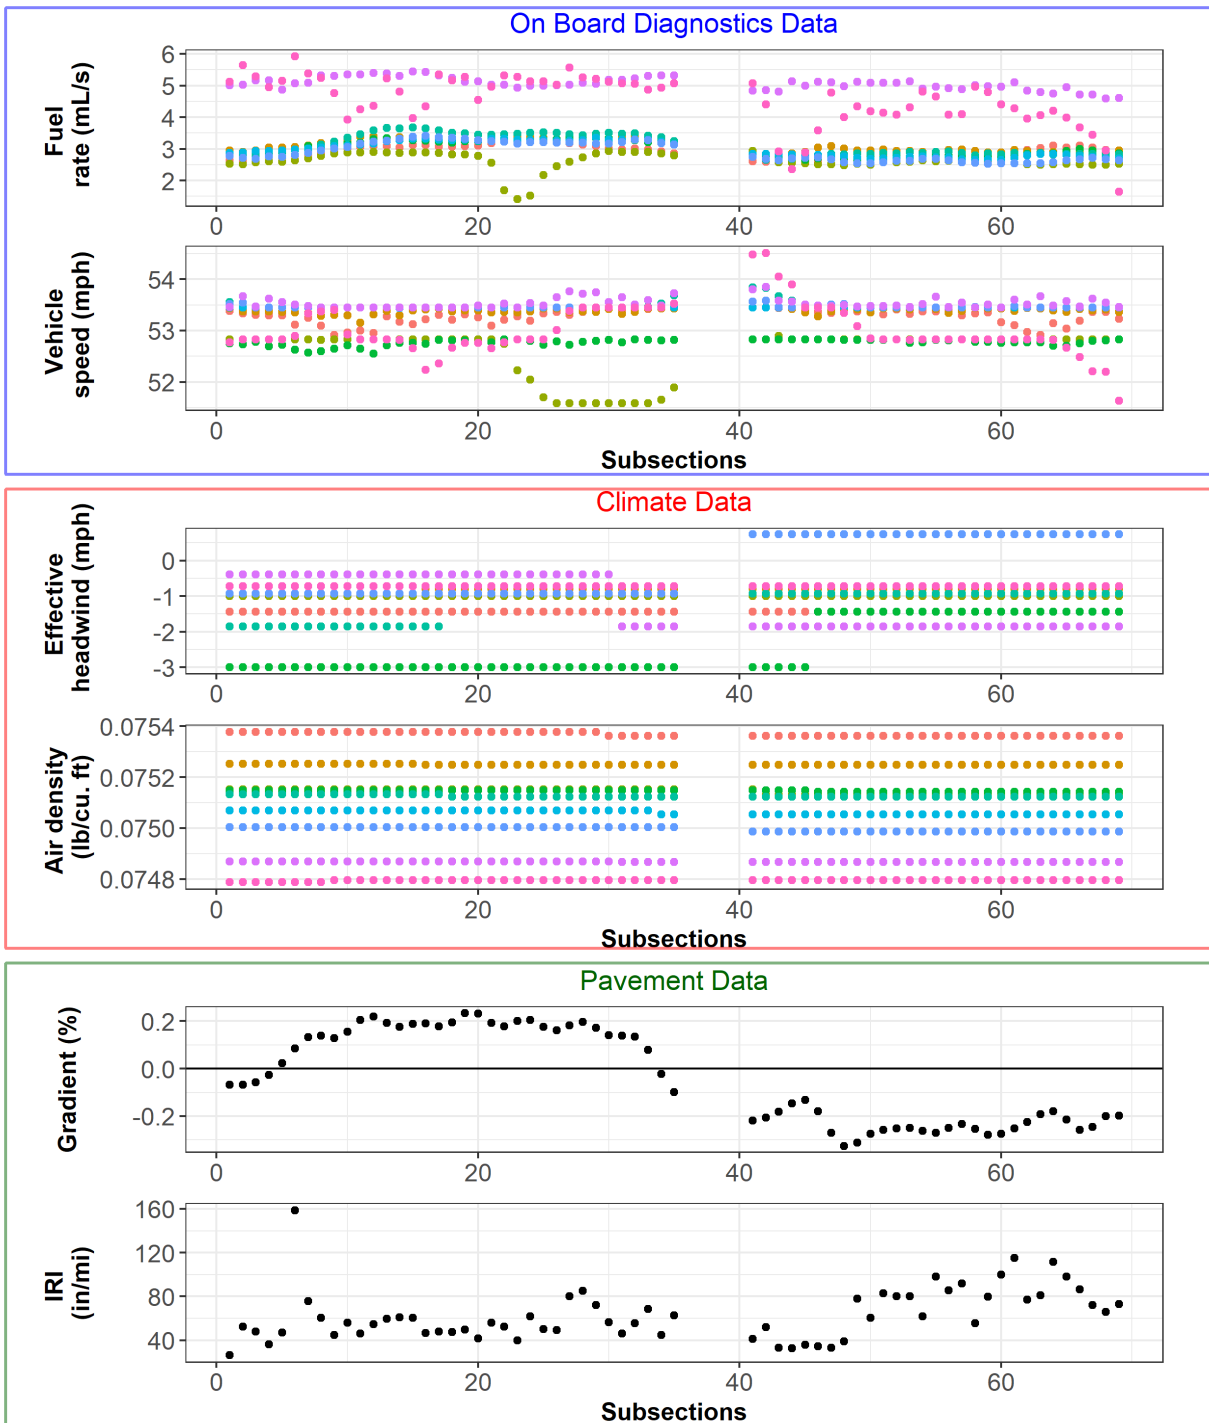 On Board Diagnostics Data
Fuel
rate (mL/s)
6
5
4
3
2
0 20 40 60
Vehicle
speed (mph)
54
53
52
0 20 40 60
Subsections
Climate Data
Effective
headwind (mph)
0
-1
-2
-3
0 20 40 60
Air density
(lb/cu. ft)
0.0754
0.0752
0.0750
0.0748
0 20 40 60
Subsections
Pavement Data
Gradient (%)
0.2
0.0
-0.2
0 20 40 60
IRI
(in/mi)
160
120
80
40
0 20 40 60
Subsections